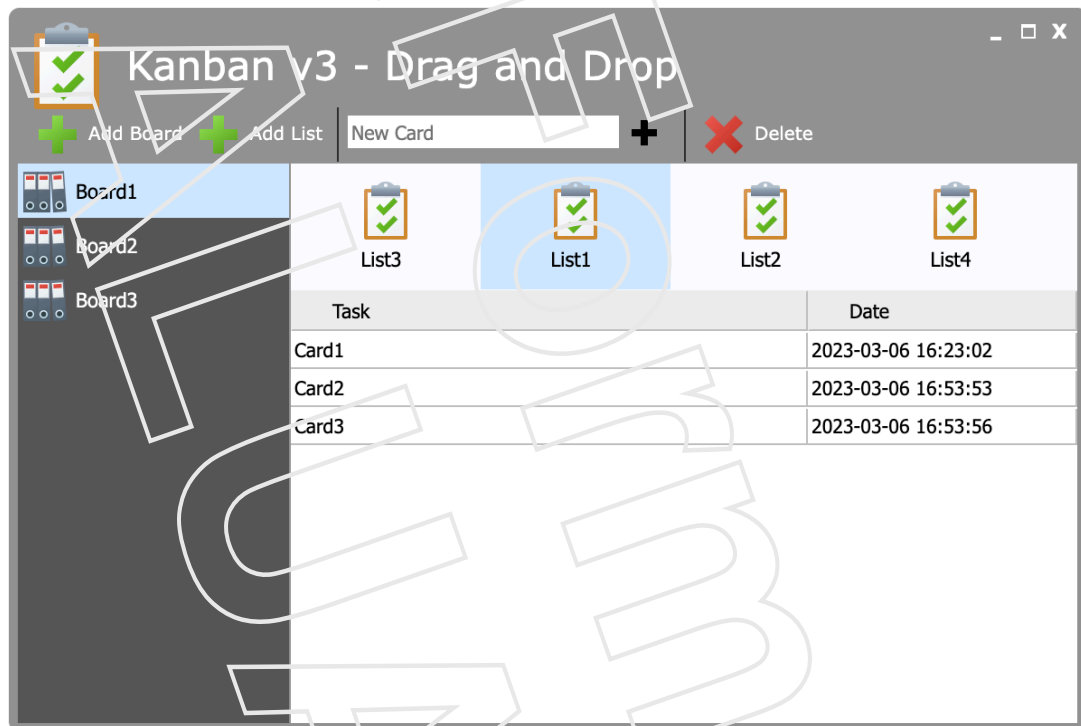 Kanban v3 - Drag and Drop
Add Board Add List New Card Delete
Board1
Board2
Board3
List3 List1 List2 List4
Task Date
Card1 2023-03-06 16:23:02
Card2 2023-03-06 16:53:53
Card3 2023-03-06 16:53:56